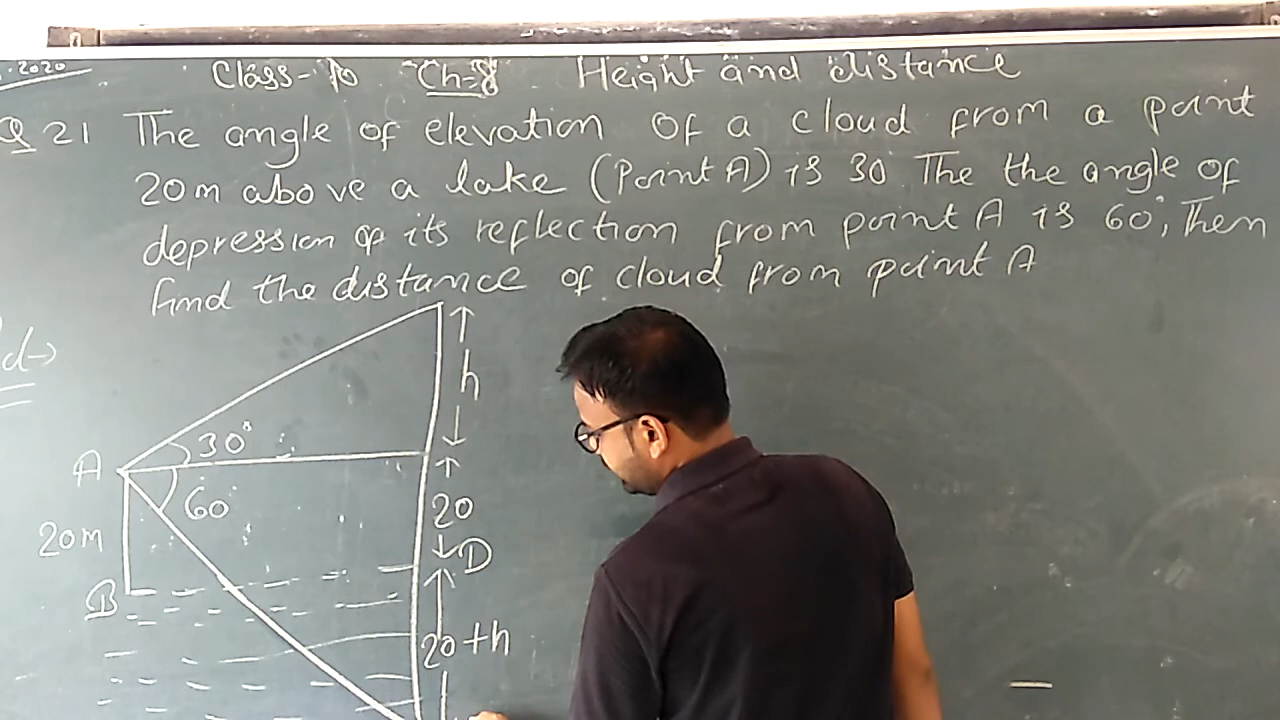 .2020
Class-10 Ch-8 Height and distance
Q 21 The angle of elevation of a cloud from a point
20m above a lake (Point A) is 30 The the angle of
depression of its reflection from point A is 60°, Then
find the distance of cloud from point A
h
30°
A
60°
20
20m
D
B
20+h